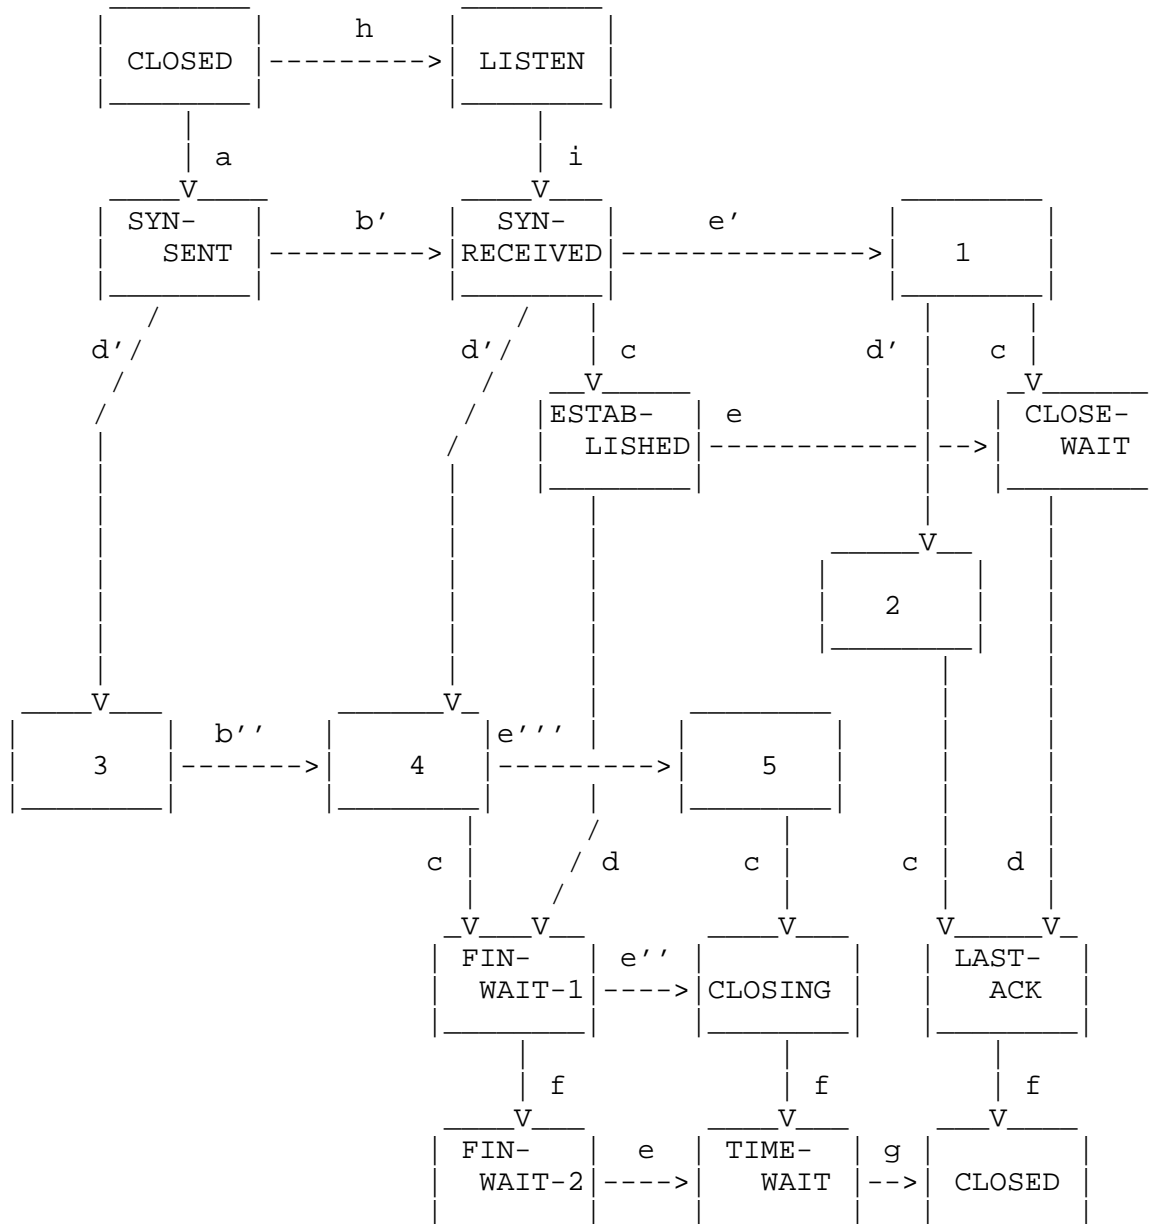 h
CLOSED LISTEN
a i
SYN- SYN-
b' e'
SENT RECEIVED 1
d' d' c d' c
ESTAB- e CLOSE-
LISHED WAIT
2
b'' e'''
3 4 5
c d c c d
FIN- e'' LAST-
WAIT-1 CLOSING ACK
f f f
FIN- e TIME- g
WAIT-2 WAIT CLOSED